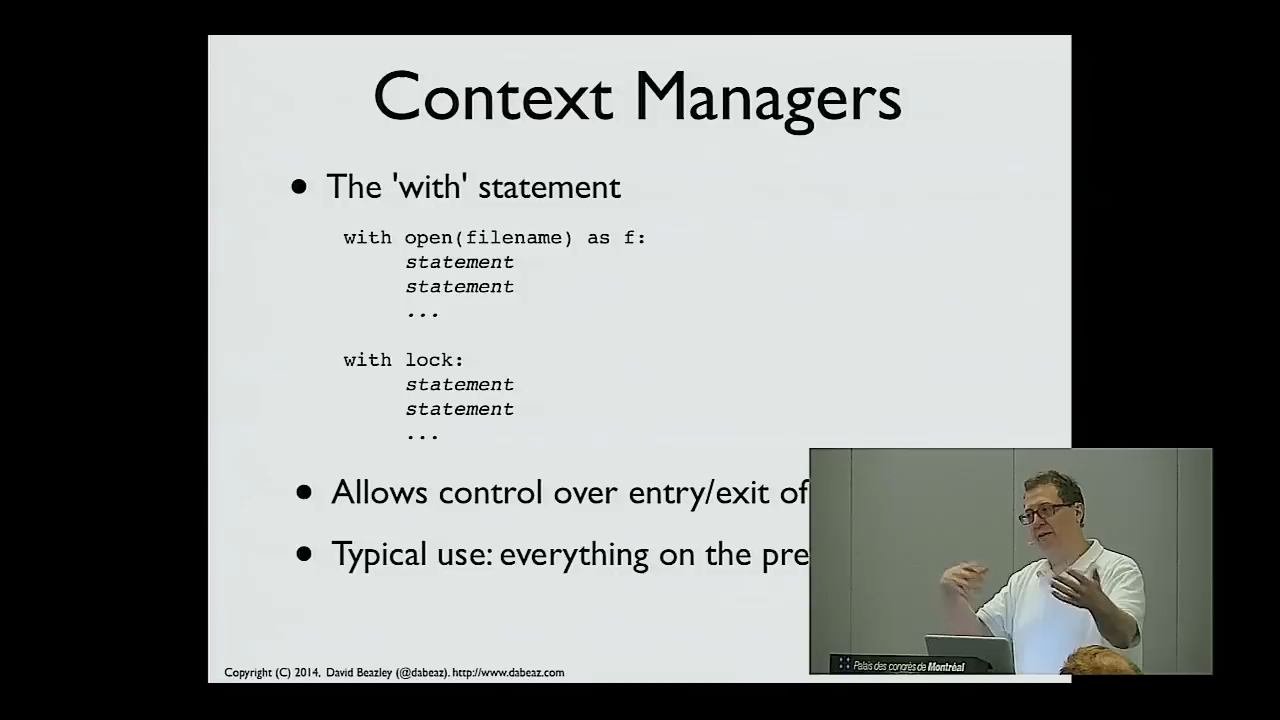 Context Managers
• The 'with' statement
with open(filename) as f:
statement
statement
...
with lock:
statement
statement
...
• Allows control over entry/exit of
• Typical use: everything on the pre
Palais des congrès de Montréal
Copyright (C) 2014, David Beazley (@dabeaz). http://www.dabeaz.com